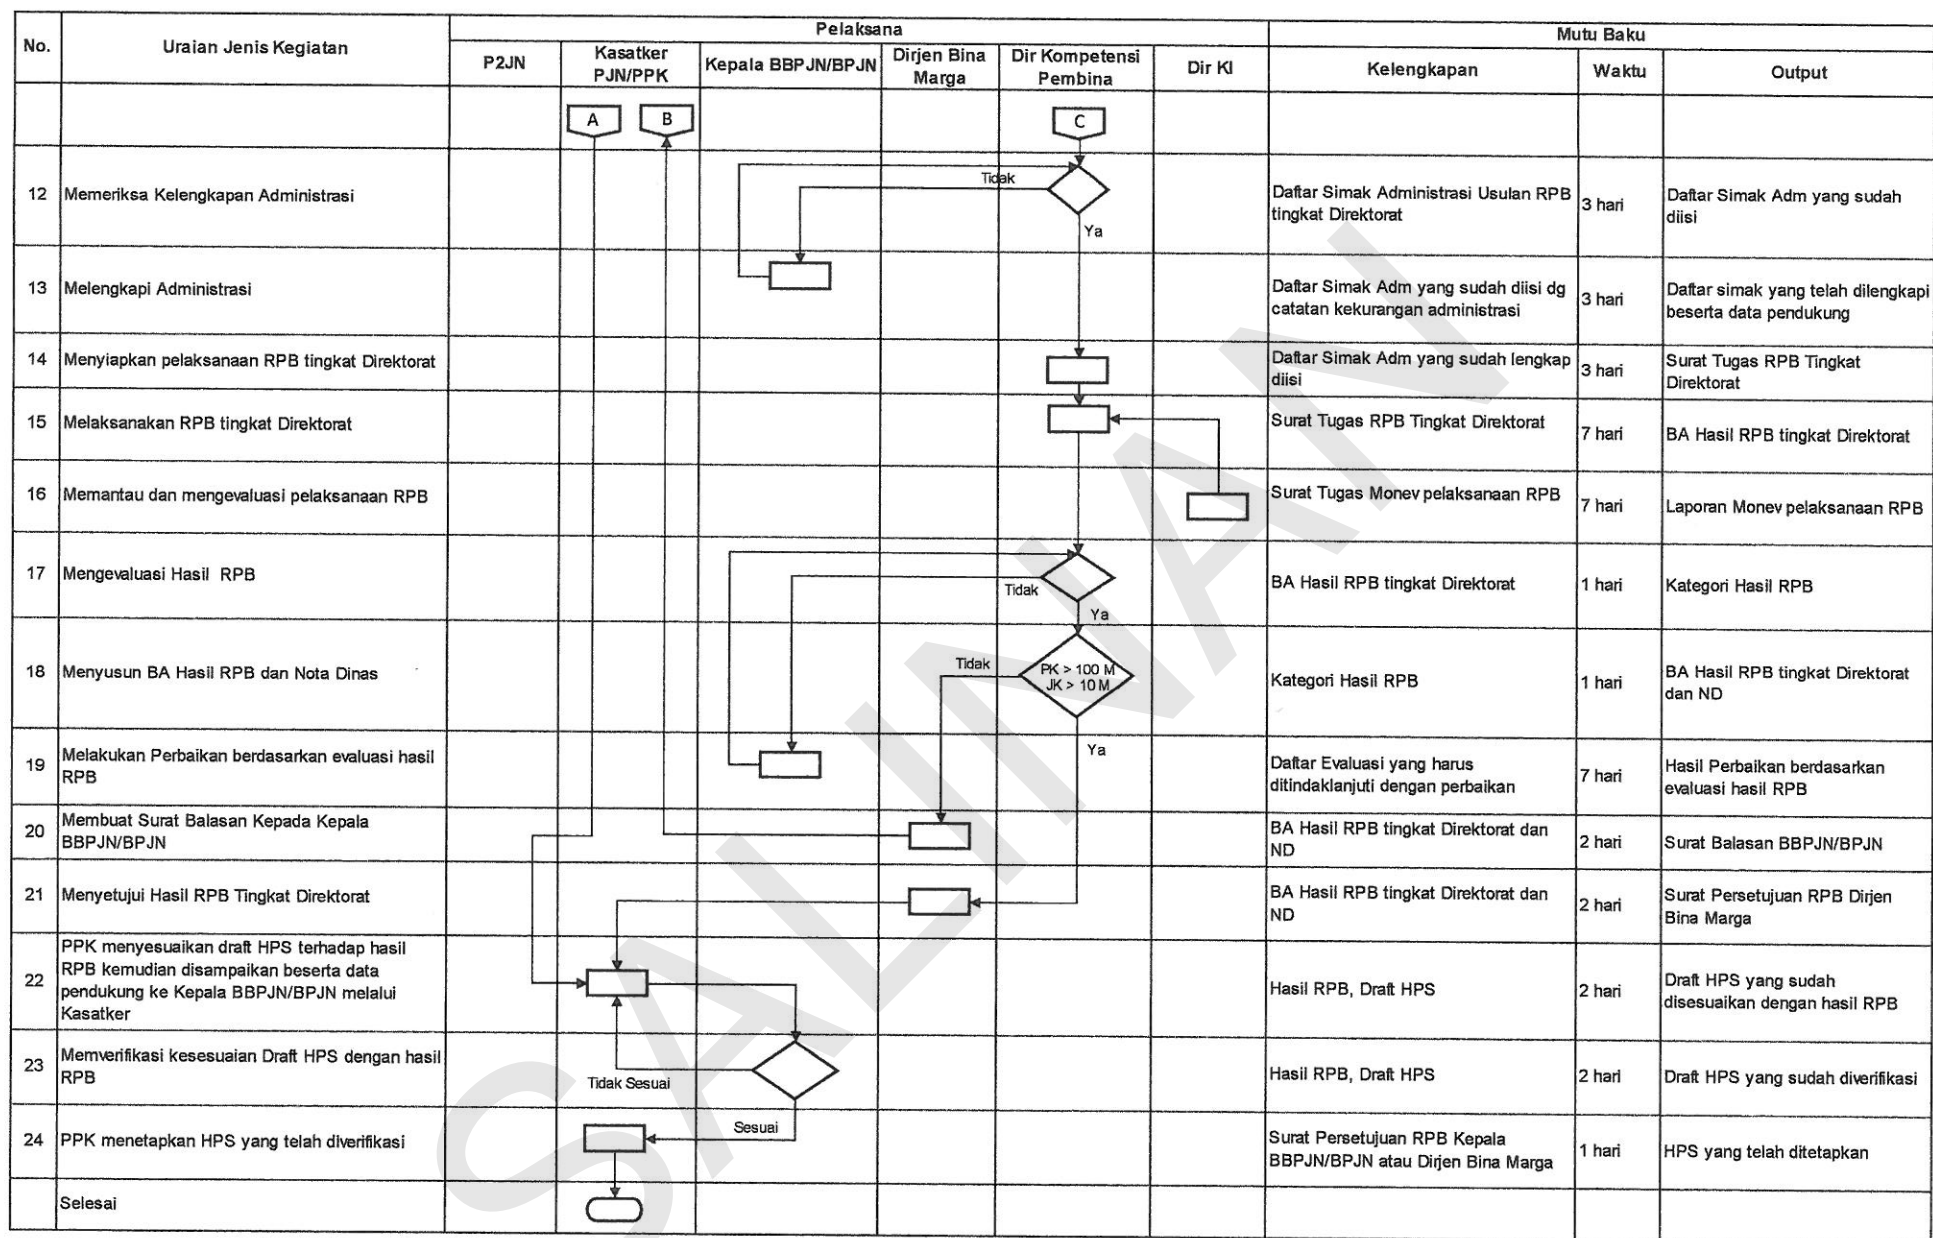 No.
Uraian Jenis Kegiatan
Pelaksana
Mutu Baku
P2JN
Kasatker
PJN/PPK
Kepala BBPJN/BPJN
Dirjen Bina
Marga
Dir Kompetensi
Pembina
Dir KI
Kelengkapan
Waktu
Output
A
B
C
12
Memeriksa Kelengkapan Administrasi
Tidak
Ya
Daftar Simak Administrasi Usulan RPB
tingkat Direktorat
3 hari
Daftar Simak Adm yang sudah
diisi
13
Melengkapi Administrasi
Daftar Simak Adm yang sudah diisi dg
catatan kekurangan administrasi
3 hari
Daftar simak yang telah dilengkapi
beserta data pendukung
14
Menyiapkan pelaksanaan RPB tingkat Direktorat
Daftar Simak Adm yang sudah lengkap
diisi
3 hari
Surat Tugas RPB Tingkat
Direktorat
15
Melaksanakan RPB tingkat Direktorat
Surat Tugas RPB Tingkat Direktorat
7 hari
BA Hasil RPB tingkat Direktorat
16
Memantau dan mengevaluasi pelaksanaan RPB
Surat Tugas Monev pelaksanaan RPB
7 hari
Laporan Monev pelaksanaan RPB
17
Mengevaluasi Hasil RPB
Tidak
Ya
BA Hasil RPB tingkat Direktorat
1 hari
Kategori Hasil RPB
18
Menyusun BA Hasil RPB dan Nota Dinas
Tidak
PK > 100 M
JK > 10 M
Ya
Kategori Hasil RPB
1 hari
BA Hasil RPB tingkat Direktorat
dan ND
19
Melakukan Perbaikan berdasarkan evaluasi hasil
RPB
Daftar Evaluasi yang harus
ditindaklanjuti dengan perbaikan
7 hari
Hasil Perbaikan berdasarkan
evaluasi hasil RPB
20
Membuat Surat Balasan Kepada Kepala
BBPJN/BPJN
BA Hasil RPB tingkat Direktorat dan
ND
2 hari
Surat Balasan BBPJN/BPJN
21
Menyetujui Hasil RPB Tingkat Direktorat
BA Hasil RPB tingkat Direktorat dan
ND
2 hari
Surat Persetujuan RPB Dirjen
Bina Marga
22
PPK menyesuaikan draft HPS terhadap hasil
RPB kemudian disampaikan beserta data
pendukung ke Kepala BBPJN/BPJN melalui
Kasatker
Hasil RPB, Draft HPS
2 hari
Draft HPS yang sudah
disesuaikan dengan hasil RPB
23
Memverifikasi kesesuaian Draft HPS dengan hasil
RPB
Tidak Sesuai
Hasil RPB, Draft HPS
2 hari
Draft HPS yang sudah diverifikasi
24
PPK menetapkan HPS yang telah diverifikasi
Sesuai
Surat Persetujuan RPB Kepala
BBPJN/BPJN atau Dirjen Bina Marga
1 hari
HPS yang telah ditetapkan
Selesai
SALINAN